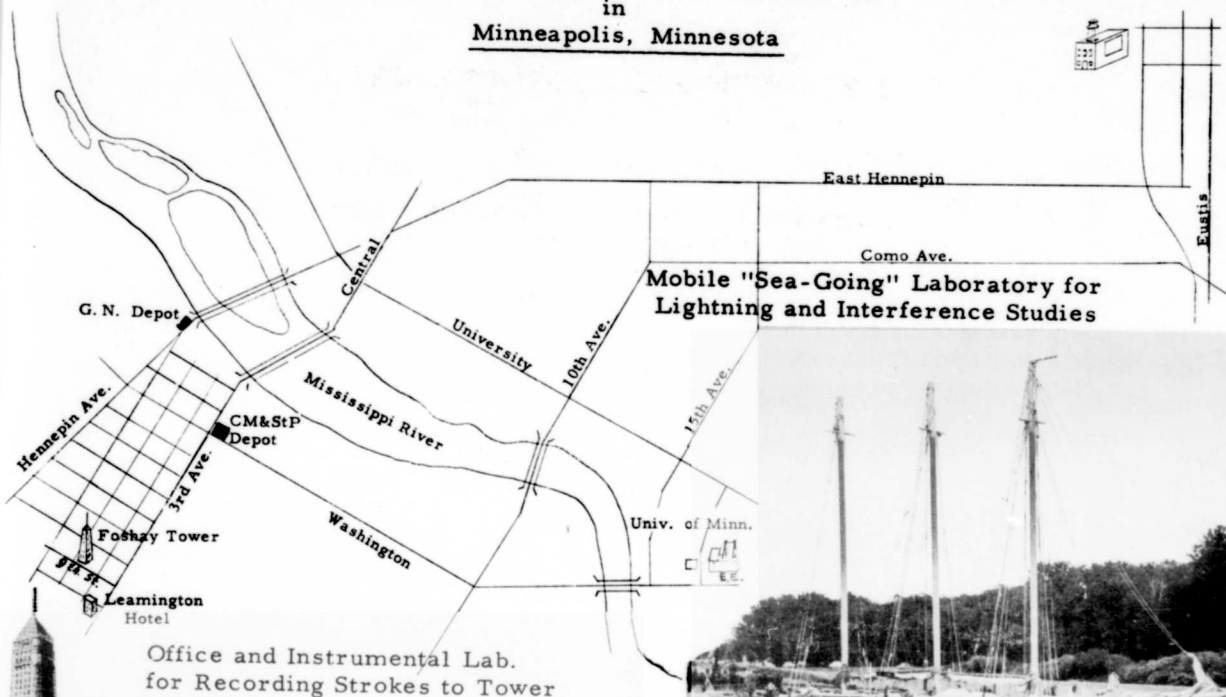 in
Minneapolis, Minnesota
East Hennepin
Eustis
Como Ave.
Central
Mobile "Sea-Going" Laboratory for
Lightning and Interference Studies
G. N. Depot
University
10th Ave.
15th Ave.
Mississippi River
Hennepin Ave.
CM&StP
Depot
3rd Ave.
Washington
Univ. of Minn.
E.E.
Foshay Tower
9th St.
Leamington
Hotel
Office and Instrumental Lab.
for Recording Strokes to Tower